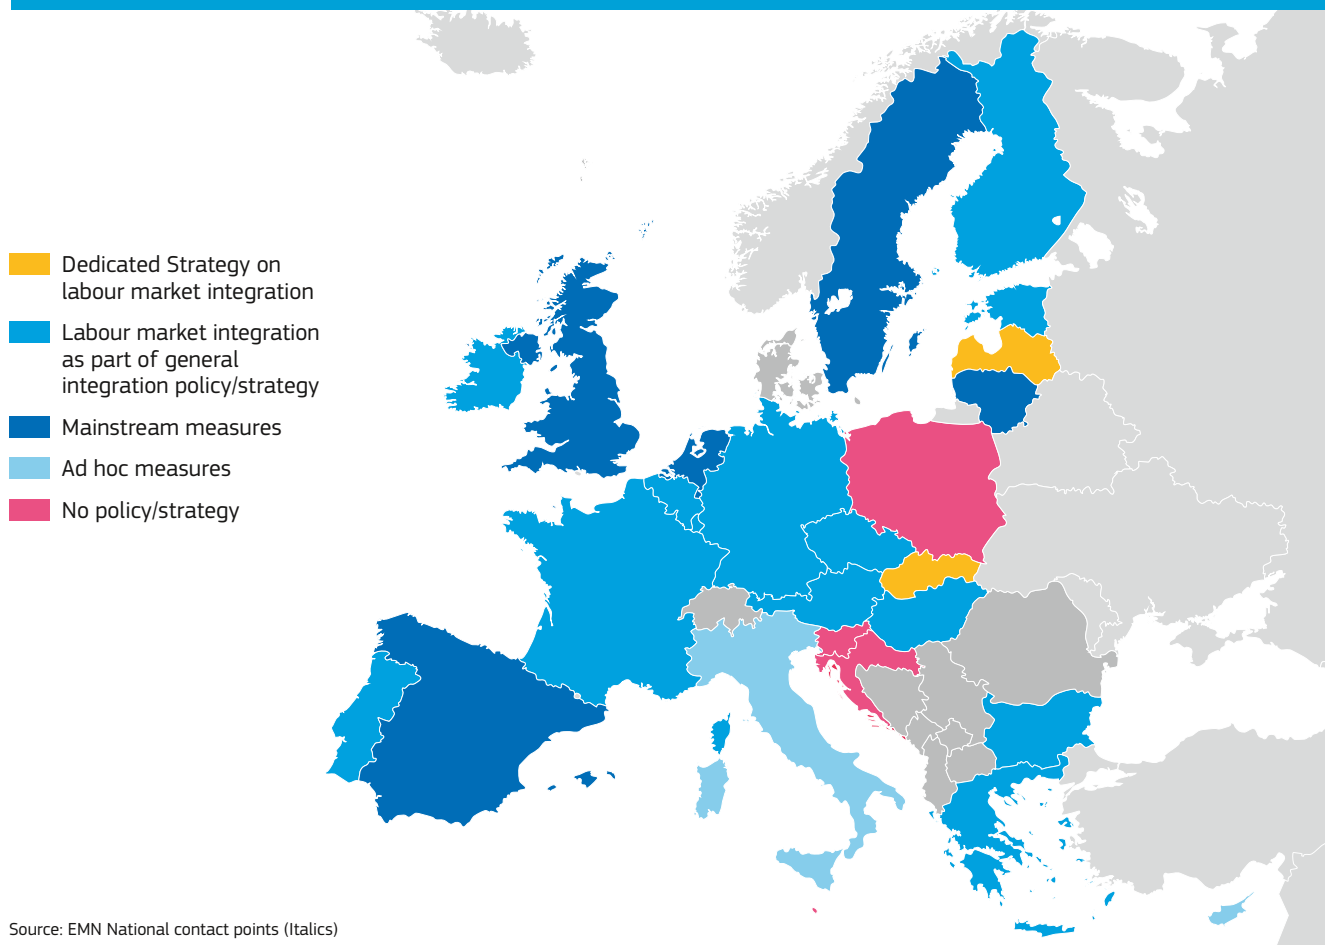 Dedicated Strategy on
labour market integration
Labour market integration
as part of general
integration policy/strategy
Mainstream measures
Ad hoc measures
No policy/strategy
Source: EMN National contact points (Italics)